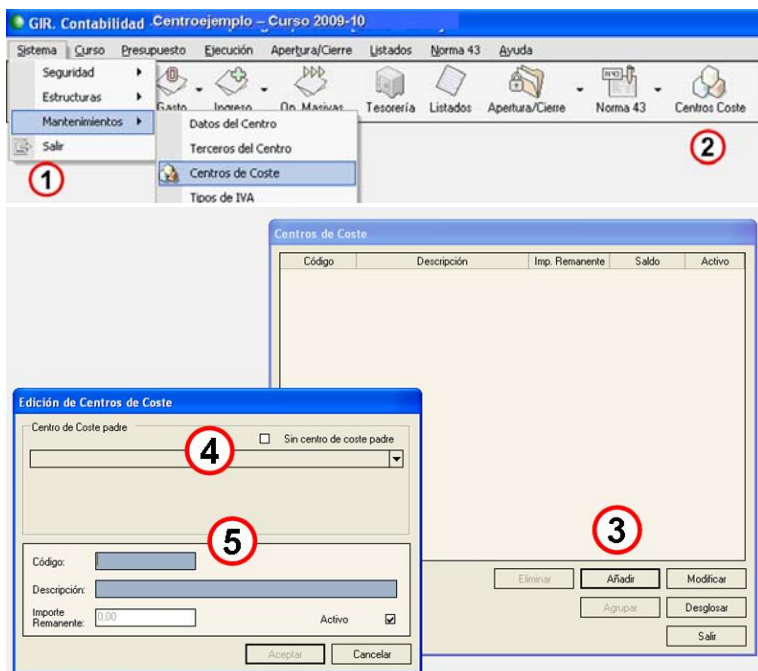 GIR. Contabilidad Centroejemplo – Curso 2009-10
Sistema Curso Presupuesto Ejecución Apertura/Cierre Listados Norma 43 Ayuda
Seguridad
Estructuras
Gasto Ingreso Op. Masivas Tesorería Listados Apertura/Cierre Norma 43 Centros Coste
Mantenimientos
Datos del Centro
Salir
Terceros del Centro
1
2
Centros de Coste
Tipos de IVA
Centros de Coste
Código Descripción Imp. Remanente Saldo Activo
Edición de Centros de Coste
Centro de Coste padre
Sin centro de coste padre
4
5
Código:
Descripción:
Importe
Remanente:
0,00
Activo
Aceptar Cancelar
3
Eliminar Añadir Modificar
Agrupar Desglosar
Salir